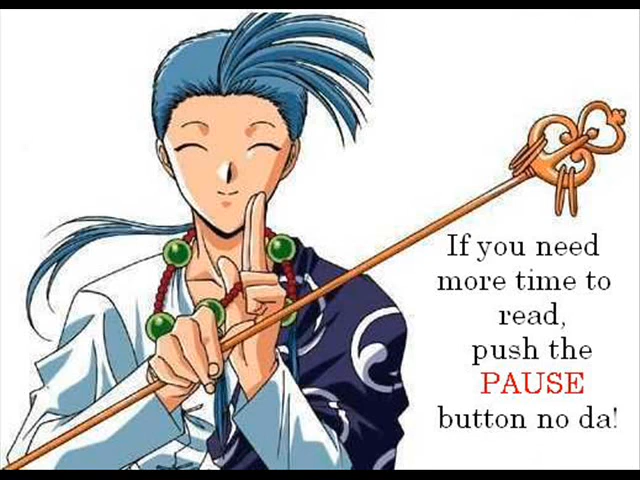 If you need
more time to
read,
push the
PAUSE
button no da!